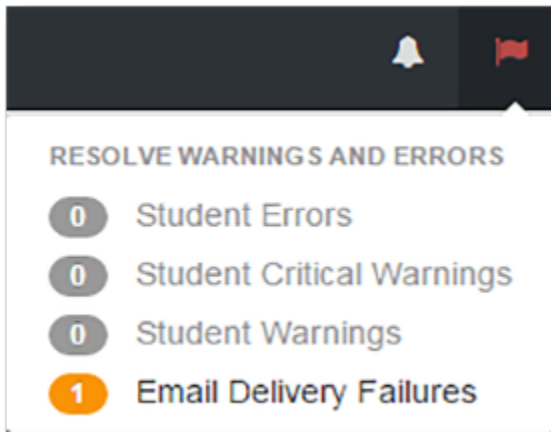 RESOLVE WARNINGS AND ERRORS
0 Student Errors
0 Student Critical Warnings
0 Student Warnings
1 Email Delivery Failures